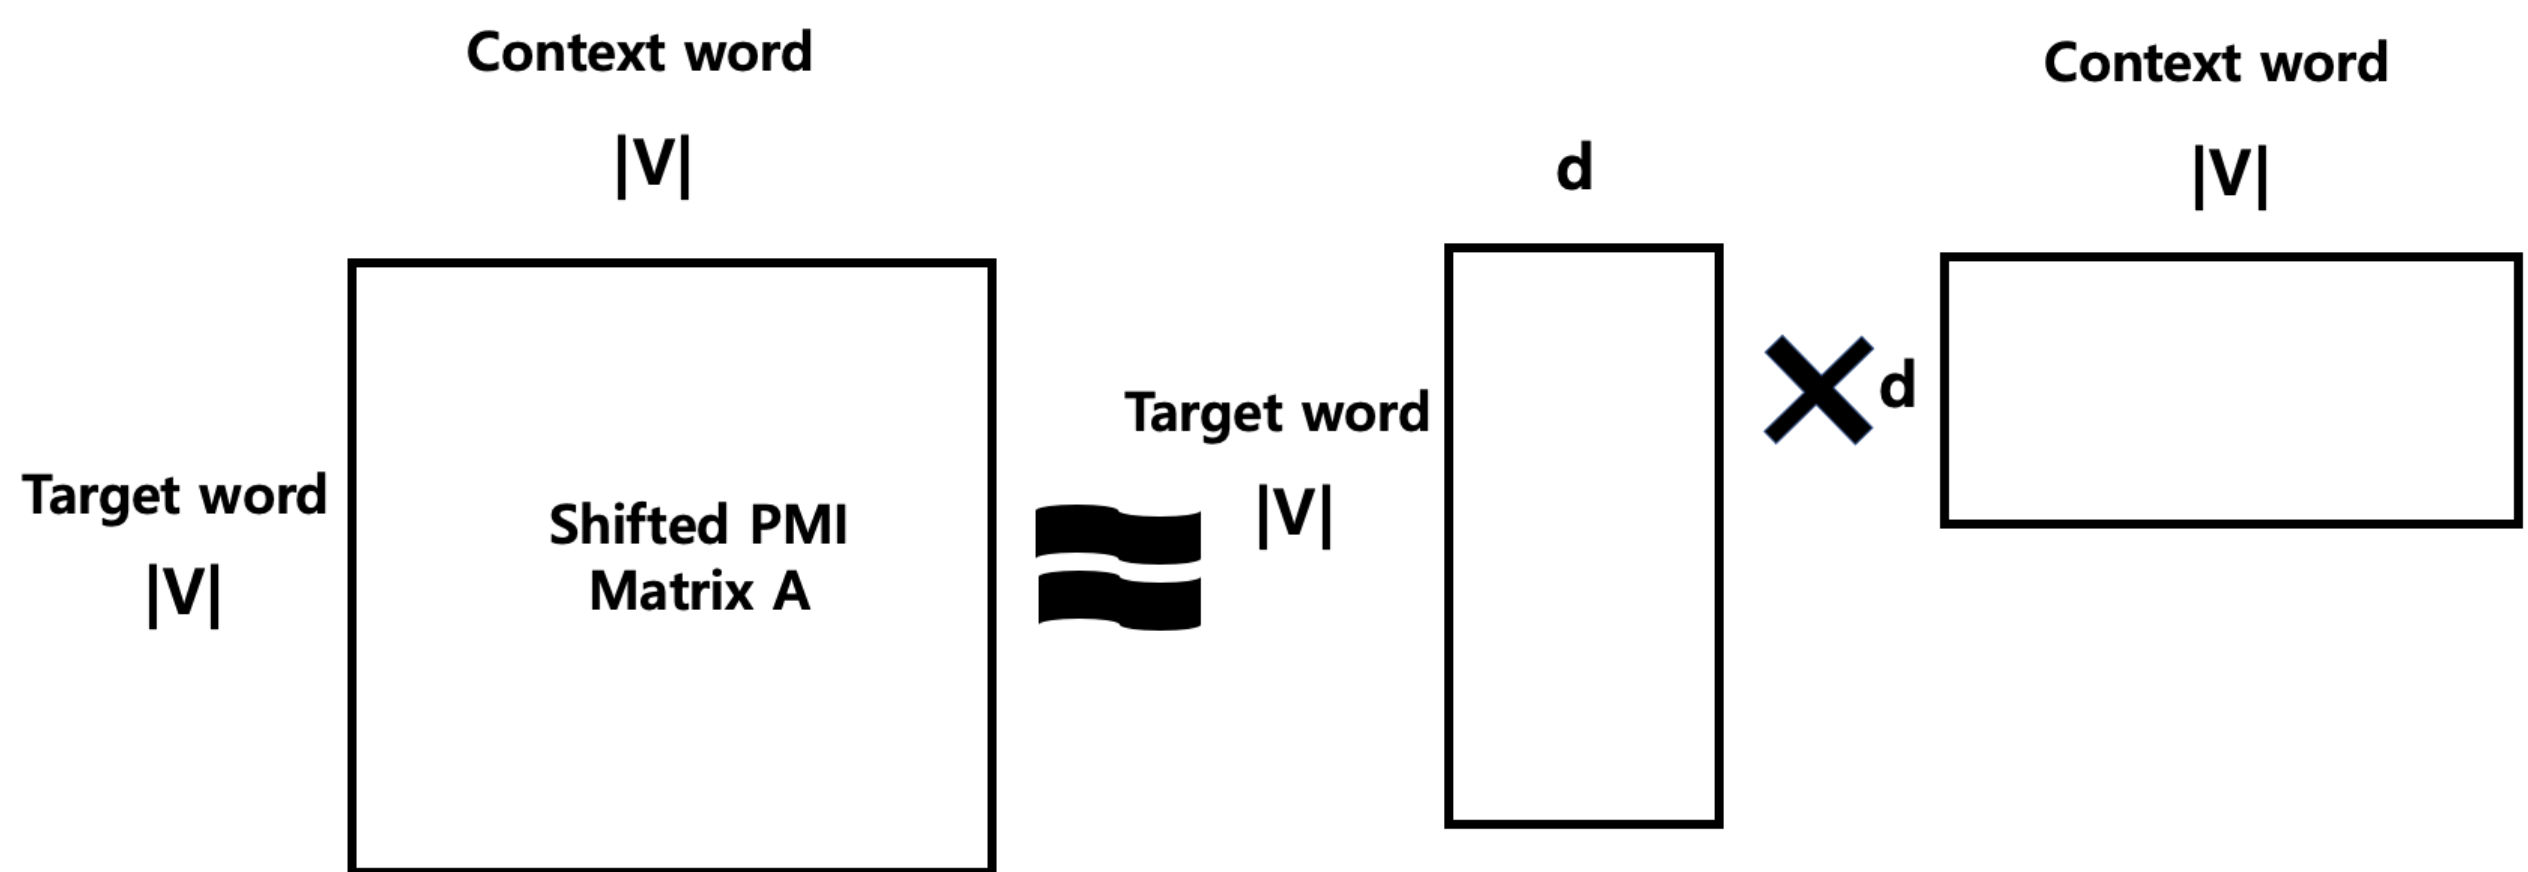 Context word
|V|
Target word
|V|
Shifted PMI
Matrix A
≈
Target word
|V|
d
×
d
Context word
|V|